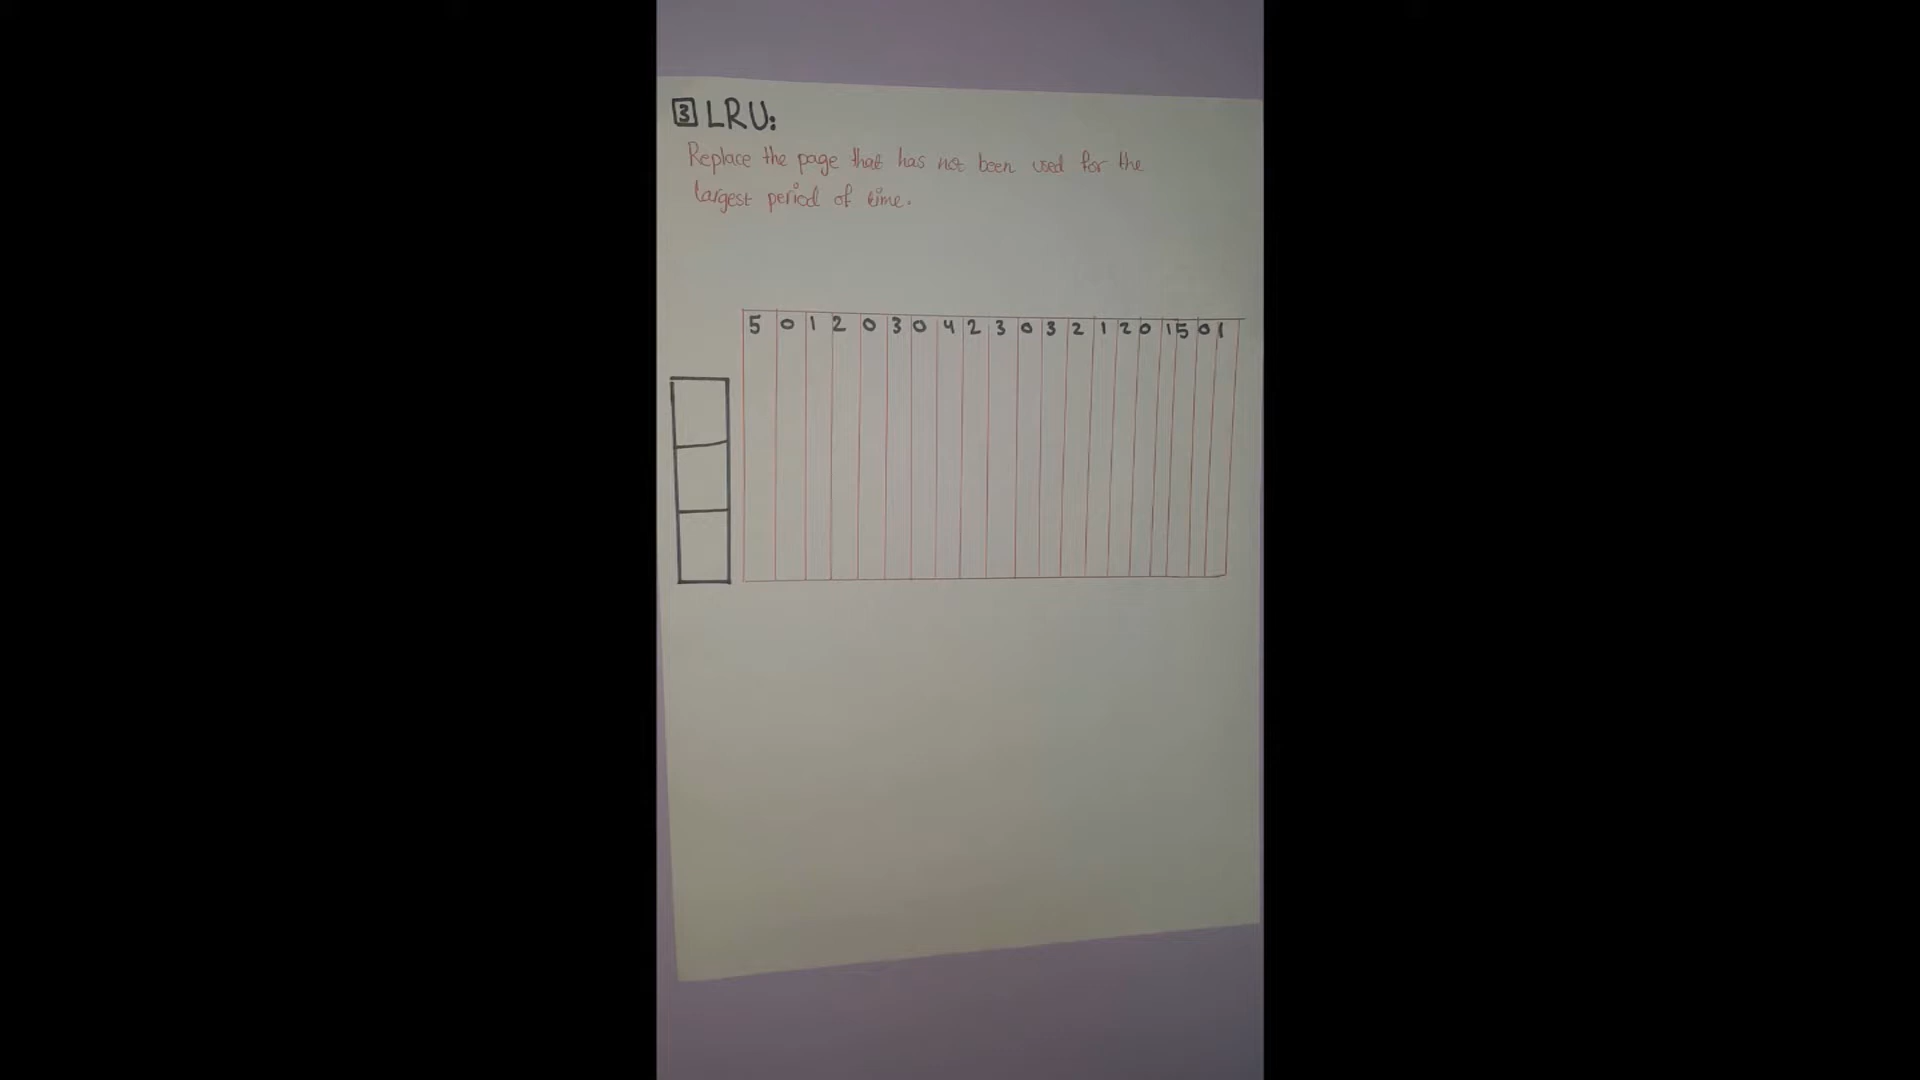 3 LRU:
Replace the page that has not been used for the
largest period of time.
5 0 1 2 0 3 0 4 2 3 0 3 2 1 2 0 1 5 0 1